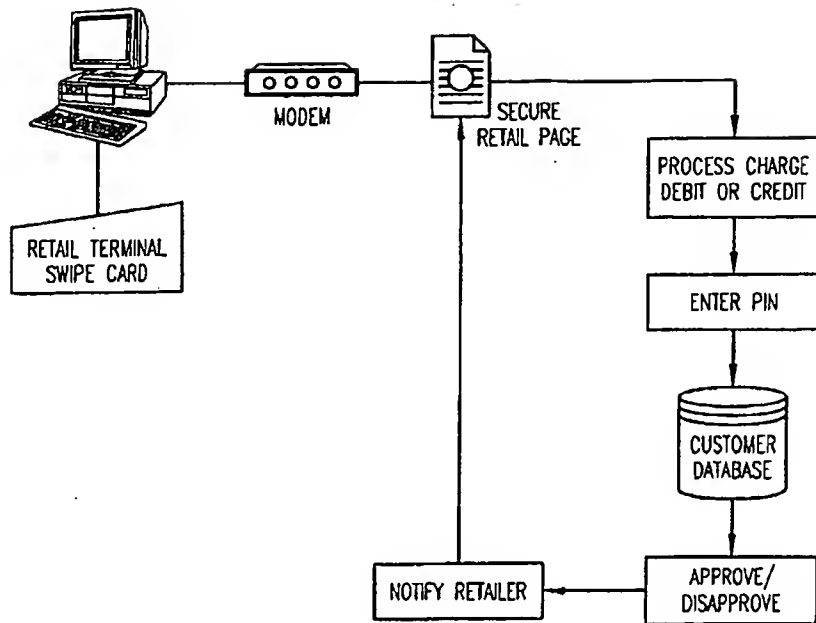 MODEM
SECURE
RETAIL PAGE
RETAIL TERMINAL
SWIPE CARD
PROCESS CHARGE
DEBIT OR CREDIT
ENTER PIN
CUSTOMER
DATABASE
APPROVE/
DISAPPROVE
NOTIFY RETAILER